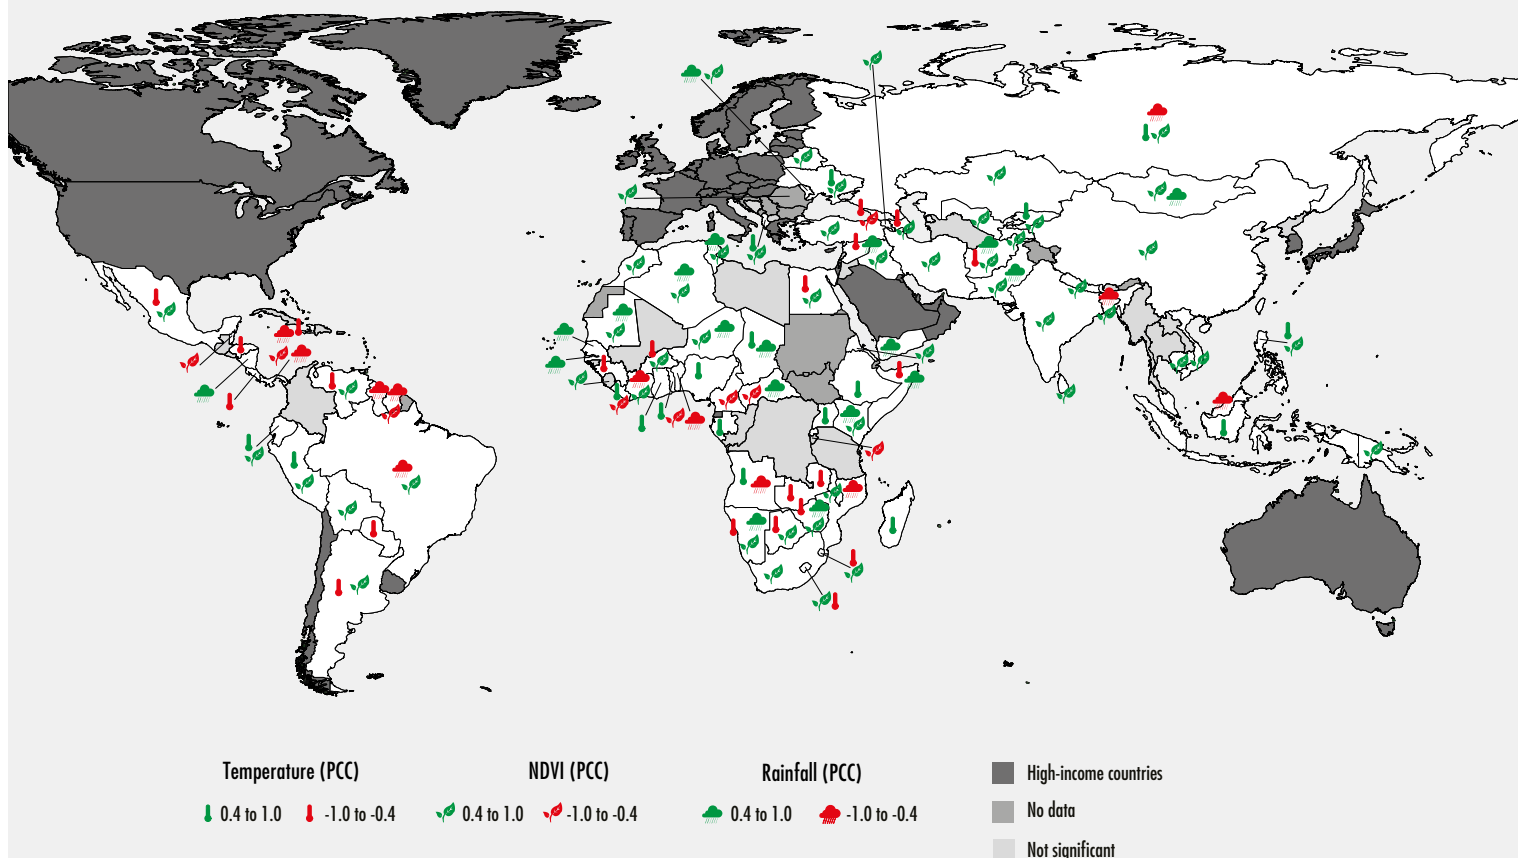 Temperature (PCC)
NDVI (PCC)
Rainfall (PCC)
0.4 to 1.0
-1.0 to -0.4
0.4 to 1.0
-1.0 to -0.4
0.4 to 1.0
-1.0 to -0.4
High-income countries
No data
Not significant